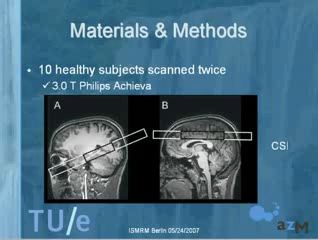 Materials & Methods
• 10 healthy subjects scanned twice
✓3.0 T Philips Achieva
A
B
CSI
TU/e
ISMRM Berlin 05/24/2007
azM